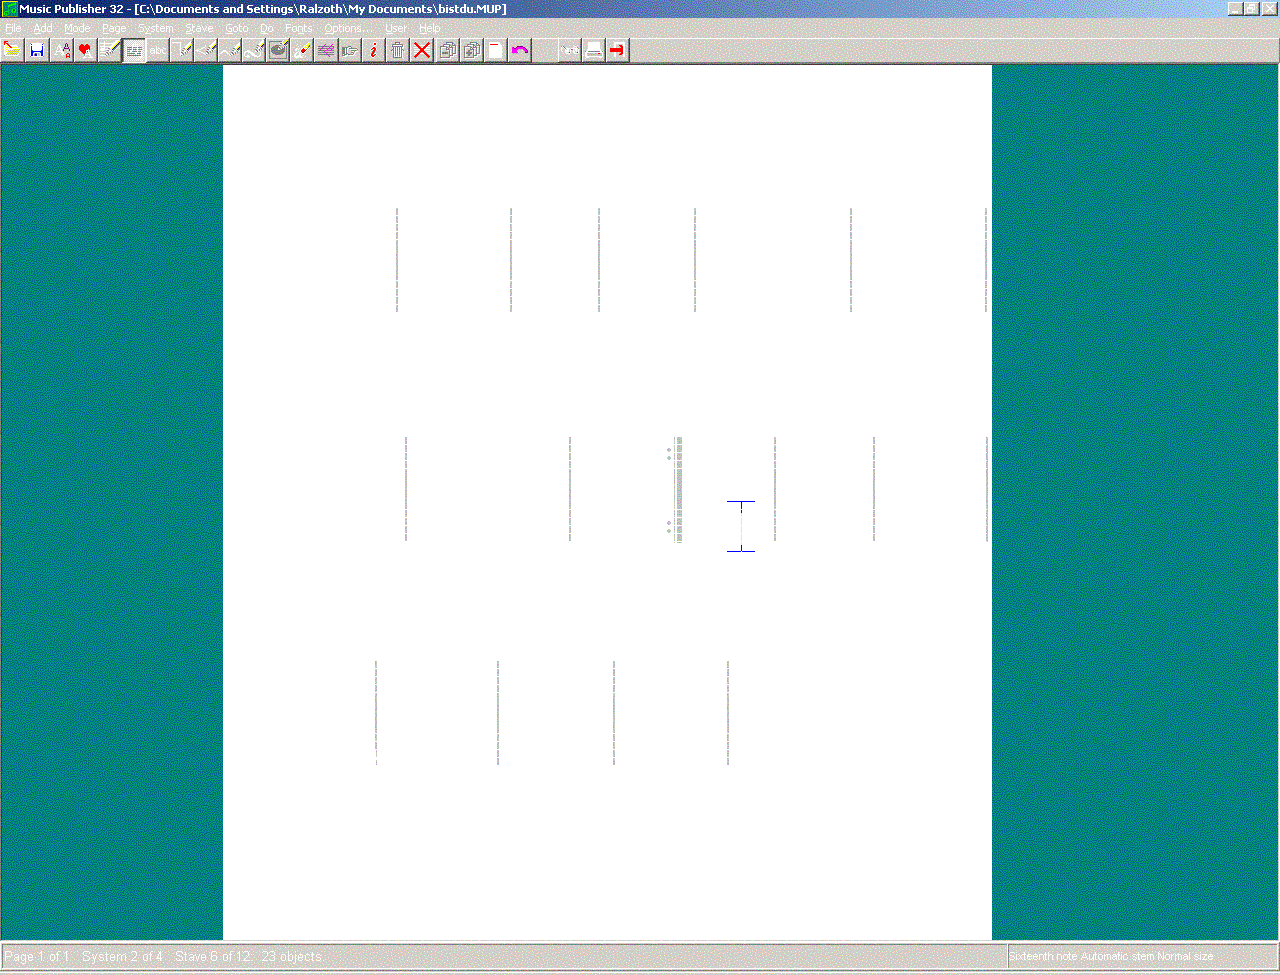 Music Publisher 32 - [C:\Documents and Settings\Ralzoth\My Documents\bistdu.MUP]
File Add Mode Page System Stave Goto Do Fonts Options... User Help
abc
Page 1 of 1 System 2 of 4 Stave 6 of 12: 23 objects.
Sixteenth note Automatic stem Normal size